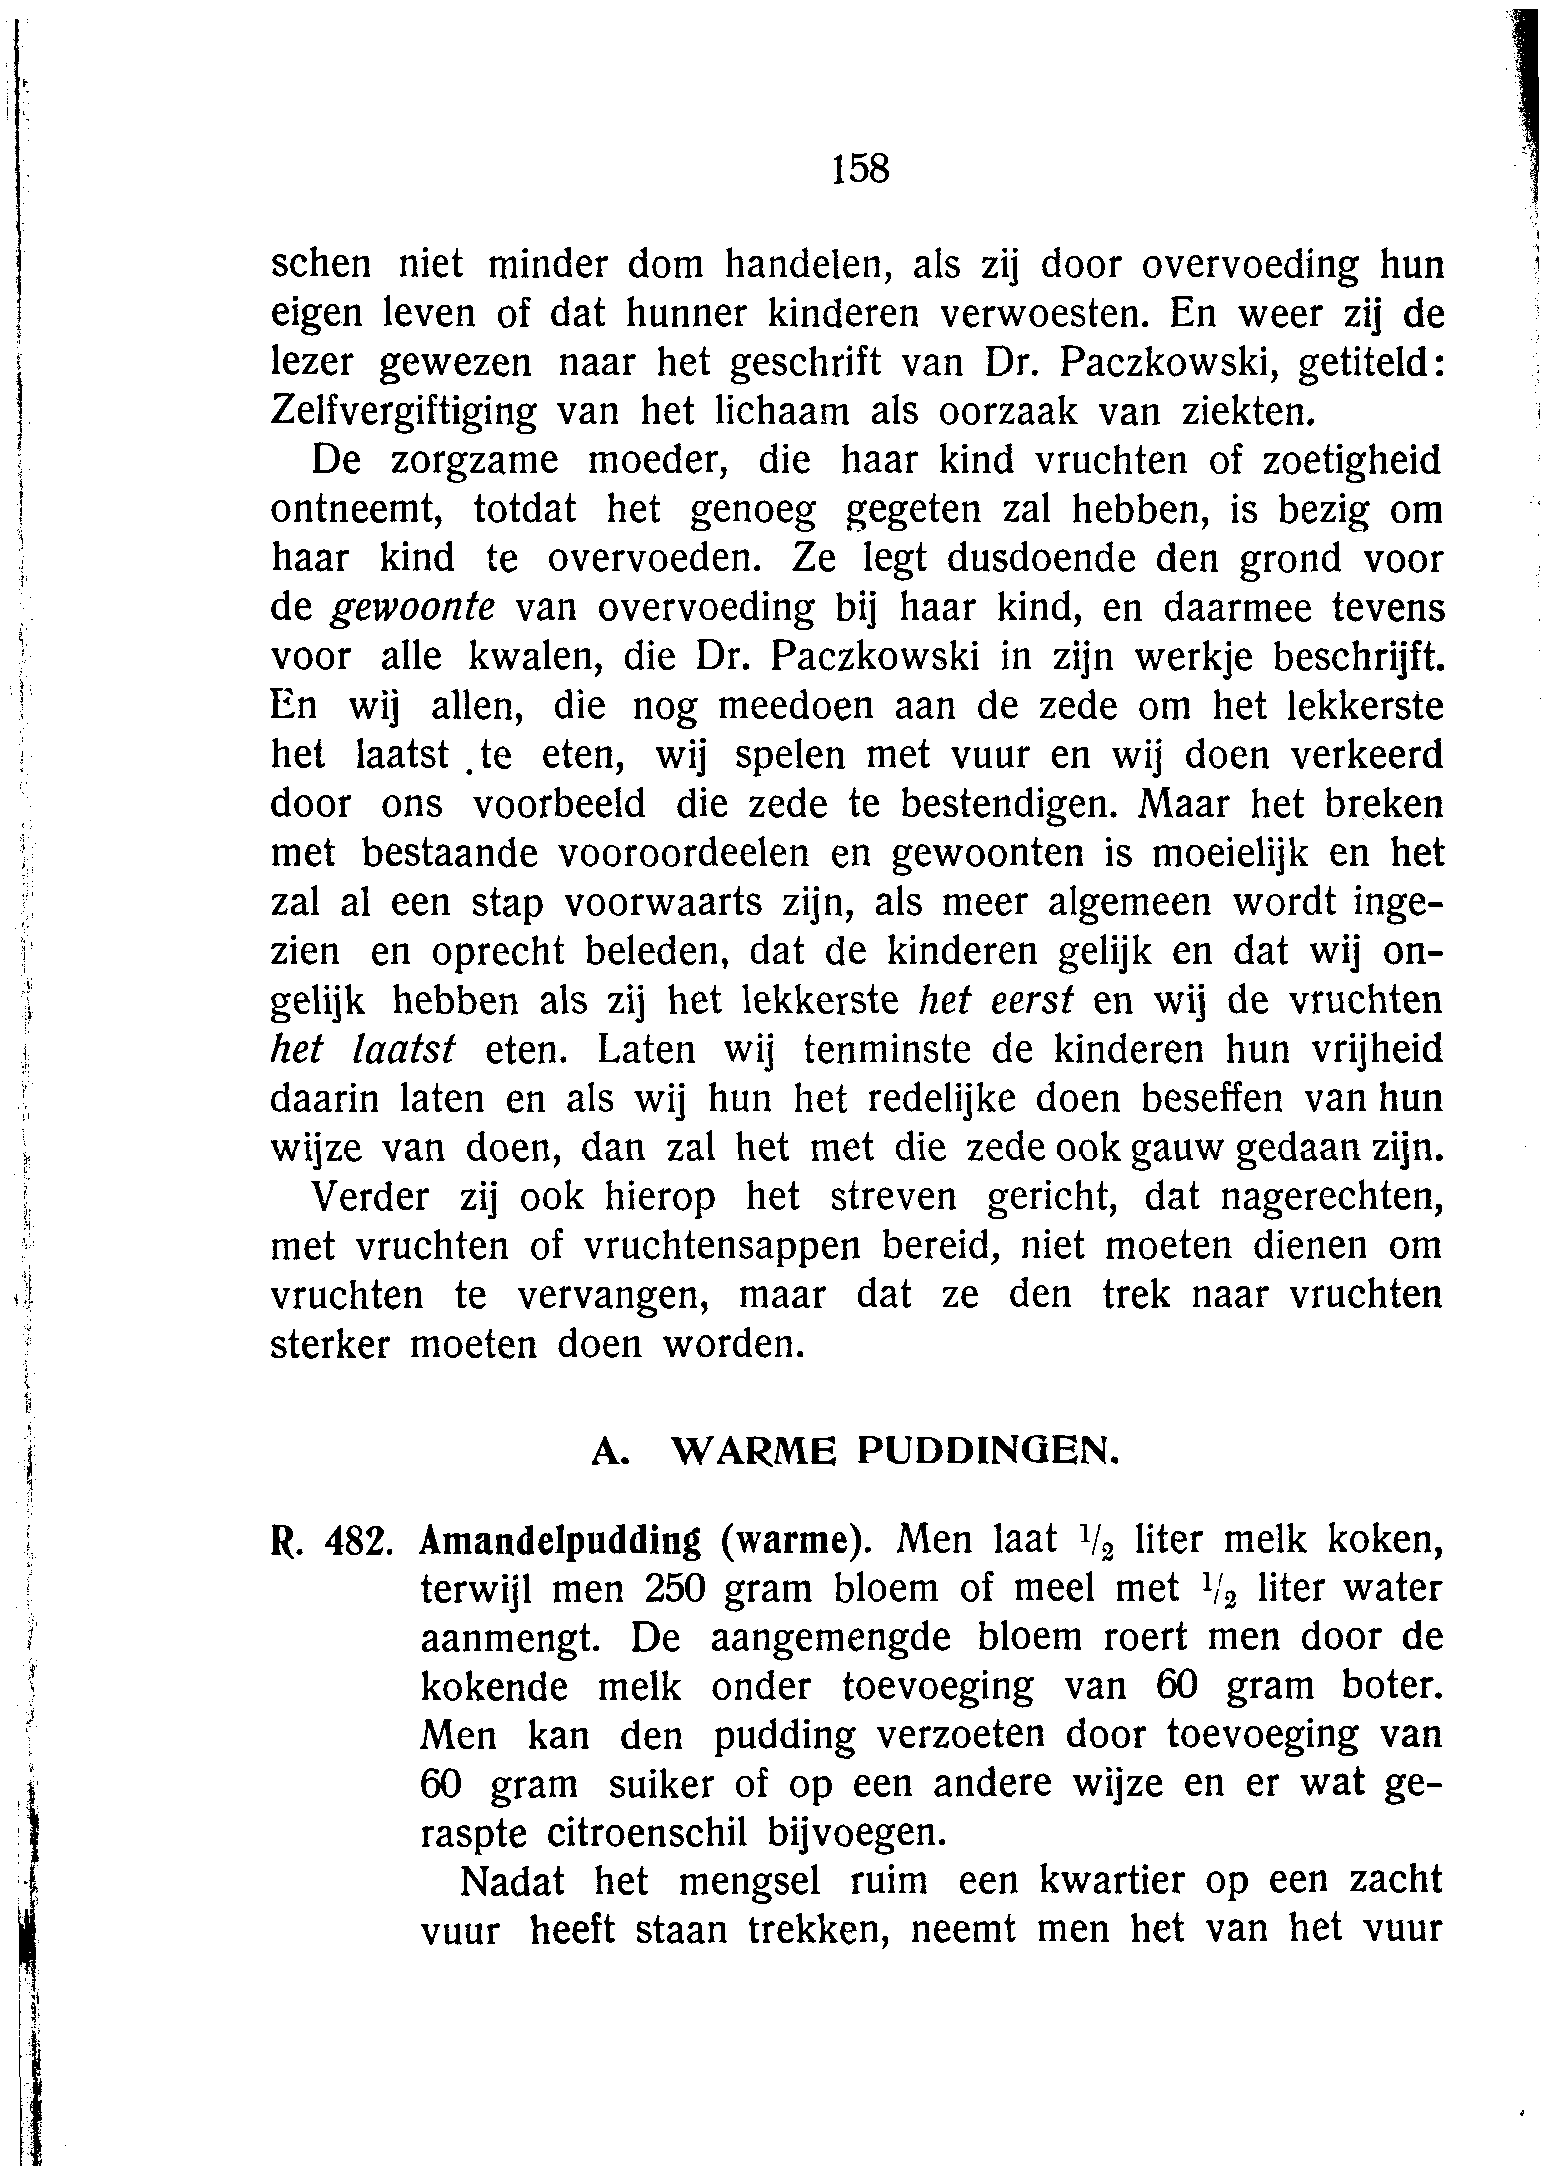 158
schen niet minder dom handelen, als zij door overvoeding hun
eigen leven of dat hunner kinderen verwoesten. En weer zij de
lezer gewezen naar het geschrift van Dr. Paczkowski, getiteld:
Zelfvergiftiging van het lichaam als oorzaak van ziekten.
De zorgzame moeder, die haar kind vruchten of zoetigheid
ontneemt, totdat het genoeg gegeten zal hebben, is bezig om
haar kind te overvoeden. Ze legt dusdoende den grond voor
de gewoonte van overvoeding bij haar kind, en daarmee tevens
voor alle kwalen, die Dr. Paczkowski in zijn werkje beschrijft.
En wij allen, die nog meedoen aan de zede om het lekkerste
het laatst te eten, wij spelen met vuur en wij doen verkeerd
door ons voorbeeld die zede te bestendigen. Maar het breken
met bestaande vooroordeelen en gewoonten is moeielijk en het
zal al een stap voorwaarts zijn, als meer algemeen wordt inge-
zien en oprecht beleden, dat de kinderen gelijk en dat wij on-
gelijk hebben als zij het lekkerste het eerst en wij de vruchten
het laatst eten. Laten wij tenminste de kinderen hun vrijheid
daarin laten en als wij hun het redelijke doen beseffen van hun
wijze van doen, dan zal het met die zede ook gauw gedaan zijn.
Verder zij ook hierop het streven gericht, dat nagerechten,
met vruchten of vruchtensappen bereid, niet moeten dienen om
vruchten te vervangen, maar dat ze den trek naar vruchten
sterker moeten doen worden.
A. WARME PUDDINGEN.
R. 482. Amandelpudding (warme). Men laat 1/2 liter melk koken,
terwijl men 250 gram bloem of meel met 1/2 liter water
aanmengt. De aangemengde bloem roert men door de
kokende melk onder toevoeging van 60 gram boter.
Men kan den pudding verzoeten door toevoeging van
60 gram suiker of op een andere wijze en er wat ge-
raspte citroenschil bijvoegen.
Nadat het mengsel ruim een kwartier op een zacht
vuur heeft staan trekken, neemt men het van het vuur